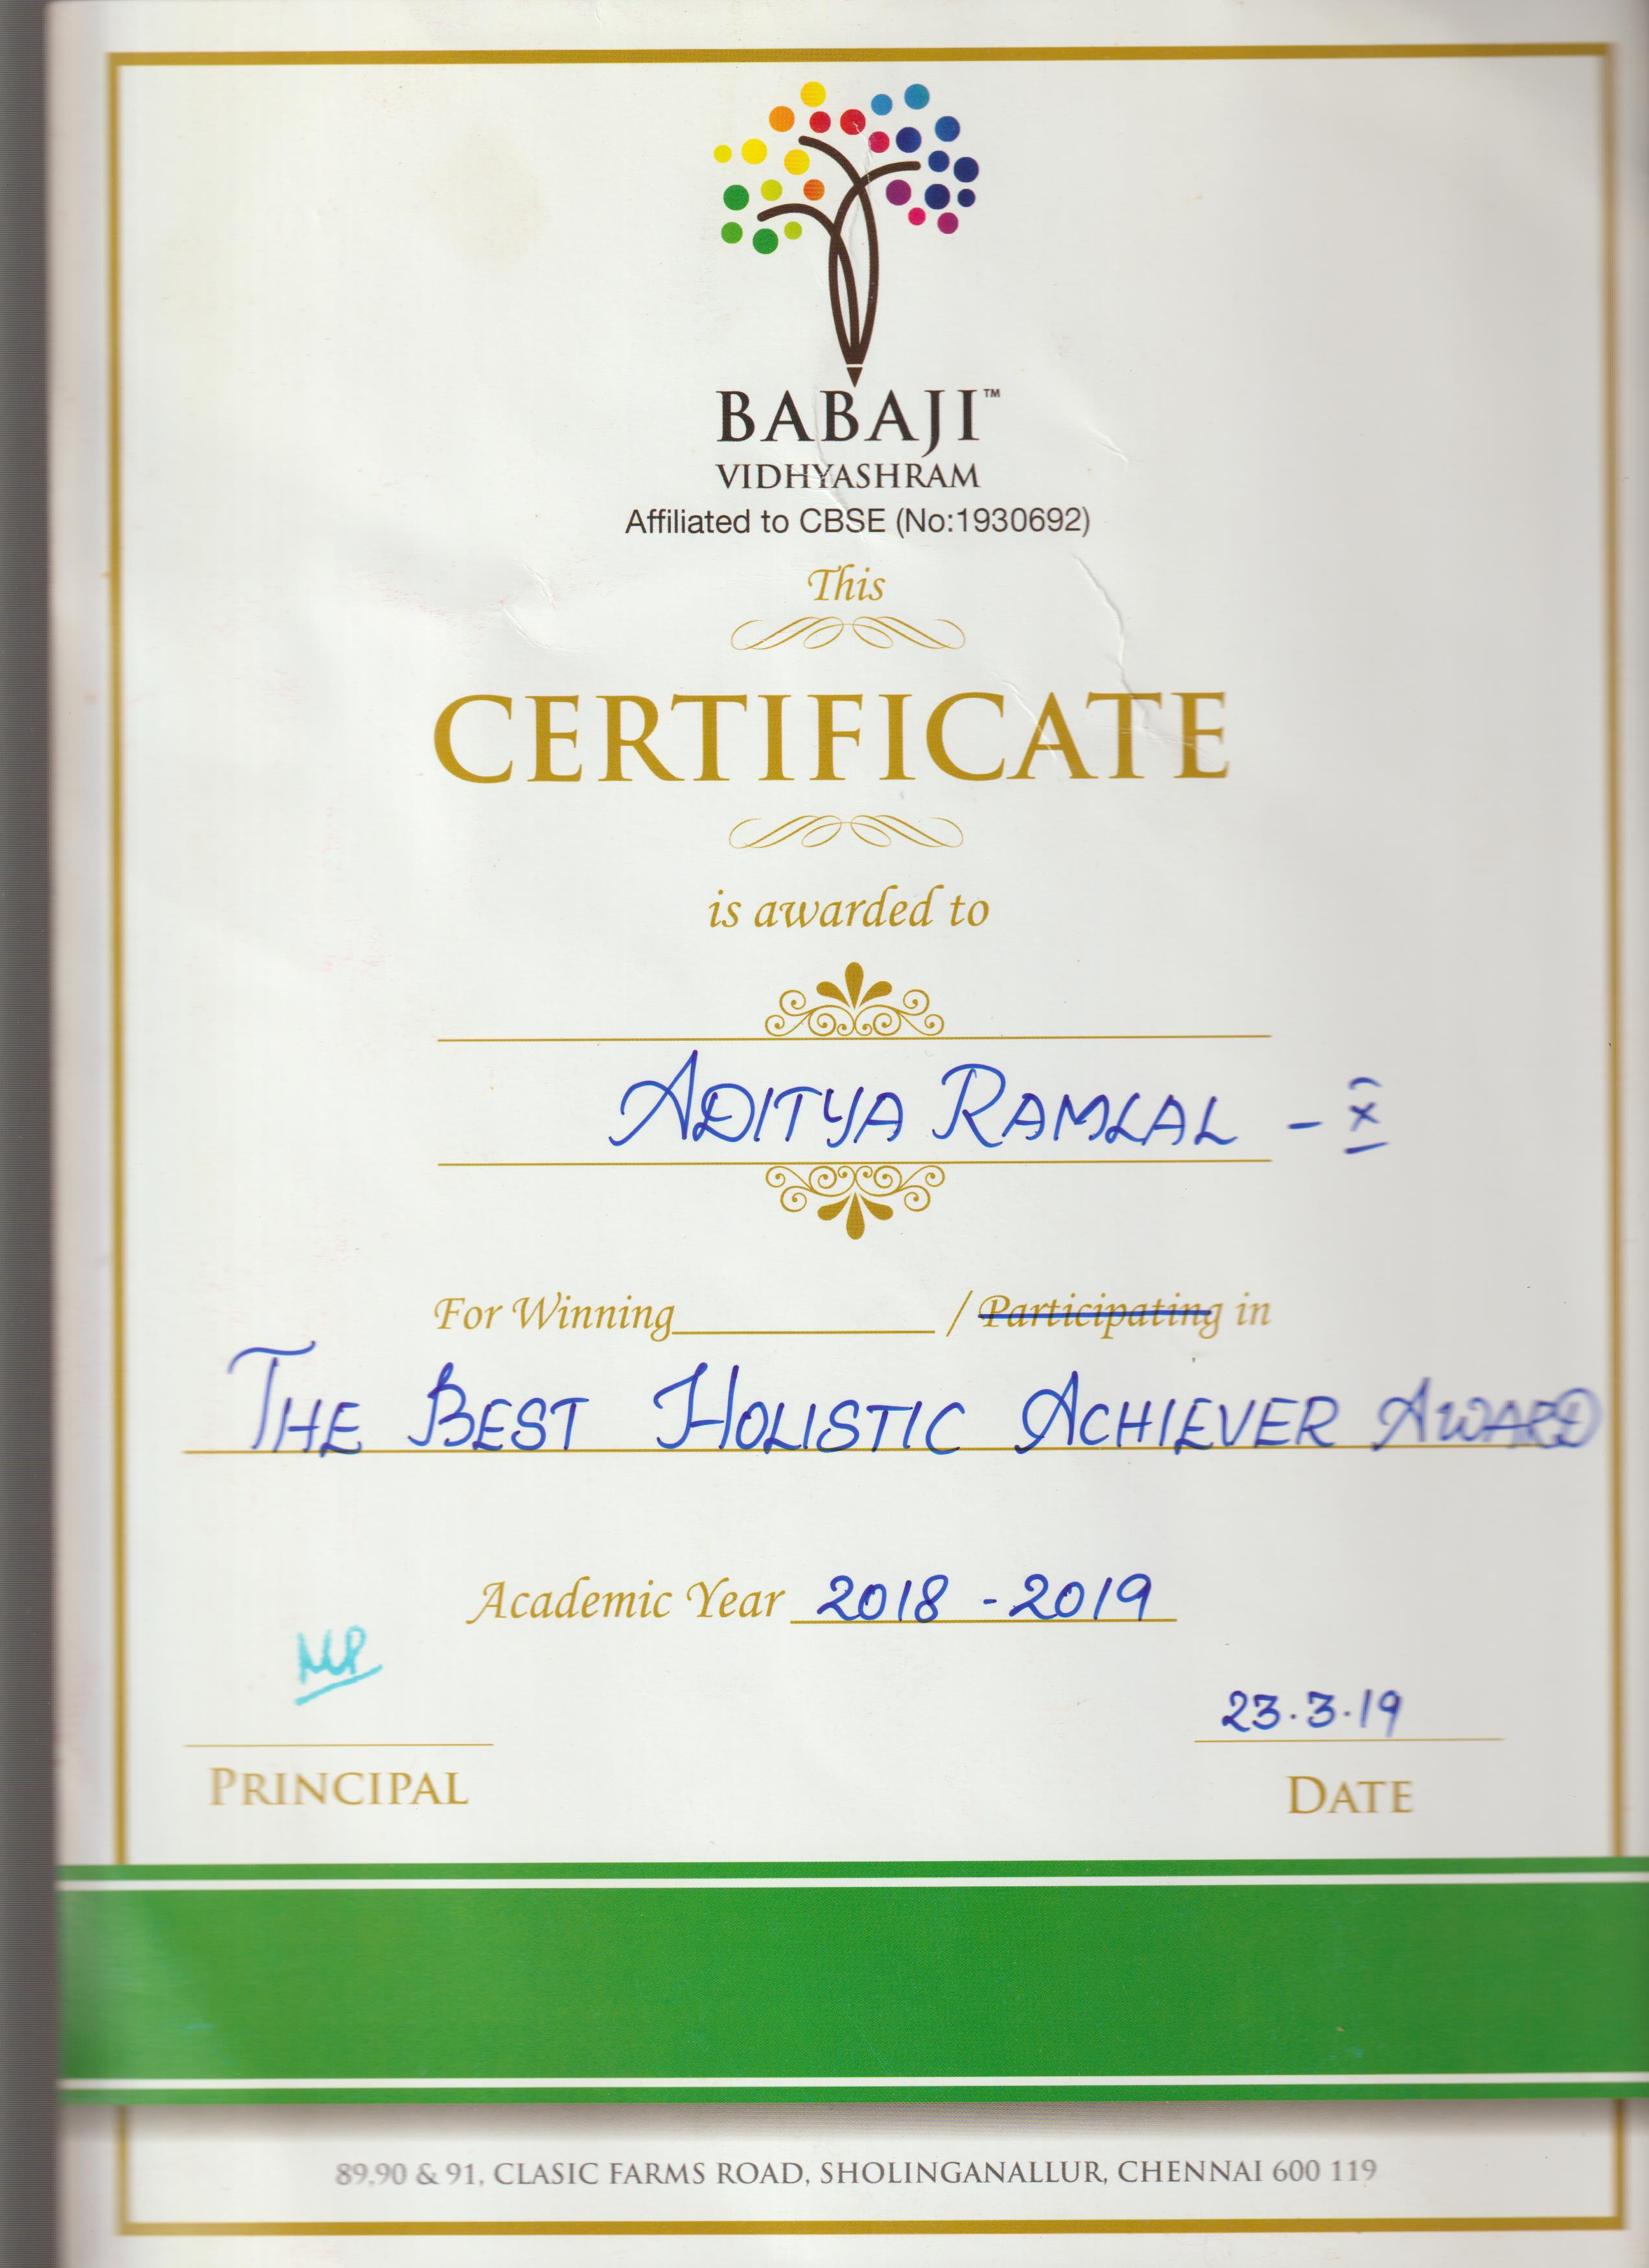 BABAJI™
VIDHYASHRAM
Affiliated to CBSE (No:1930692)
This
CERTIFICATE
is awarded to
ADITYA RAMLAL - X
For Winning / Participating in
THE BEST HOLISTIC ACHIEVER AWARD
Academic Year 2018 - 2019
23.3.19
PRINCIPAL DATE
89,90 & 91, CLASIC FARMS ROAD, SHOLINGANALLUR, CHENNAI 600 119